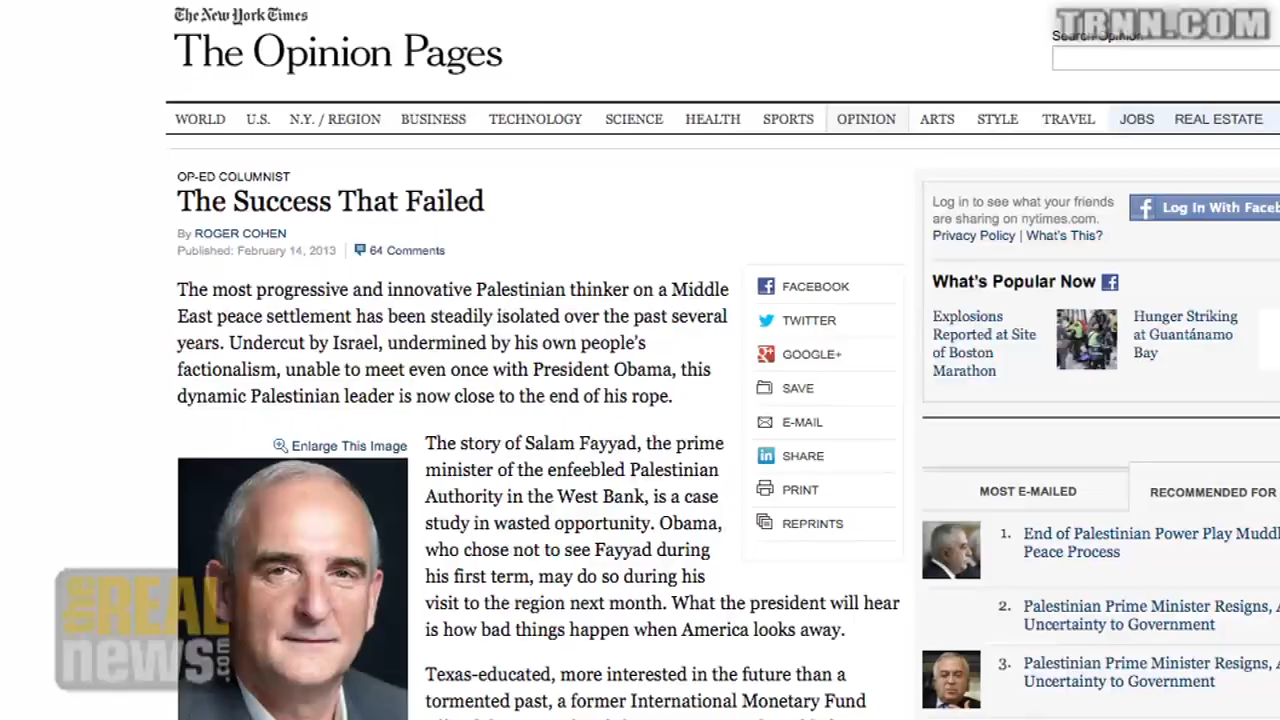 The New York Times
The Opinion Pages
TRNN.COM
Search Opinion
WORLD U.S. N.Y. / REGION BUSINESS TECHNOLOGY SCIENCE HEALTH SPORTS OPINION ARTS STYLE TRAVEL JOBS REAL ESTATE
OP-ED COLUMNIST
The Success That Failed
By ROGER COHEN
Published: February 14, 2013 64 Comments
The most progressive and innovative Palestinian thinker on a Middle
East peace settlement has been steadily isolated over the past several
years. Undercut by Israel, undermined by his own people's
factionalism, unable to meet even once with President Obama, this
dynamic Palestinian leader is now close to the end of his rope.
Enlarge This Image
The story of Salam Fayyad, the prime
minister of the enfeebled Palestinian
Authority in the West Bank, is a case
study in wasted opportunity. Obama,
who chose not to see Fayyad during
his first term, may do so during his
visit to the region next month. What the president will hear
is how bad things happen when America looks away.
Texas-educated, more interested in the future than a
tormented past, a former International Monetary Fund
FACEBOOK
TWITTER
GOOGLE+
SAVE
E-MAIL
SHARE
PRINT
REPRINTS
Log in to see what your friends
are sharing on nytimes.com.
Privacy Policy | What's This?
Log In With Faceb
What's Popular Now
Explosions
Reported at Site
of Boston
Marathon
Hunger Striking
at Guantánamo
Bay
MOST E-MAILED
RECOMMENDED FOR
1. End of Palestinian Power Play Muddl
Peace Process
2. Palestinian Prime Minister Resigns, A
Uncertainty to Government
3. Palestinian Prime Minister Resigns, A
Uncertainty to Government
the REAL
news.com